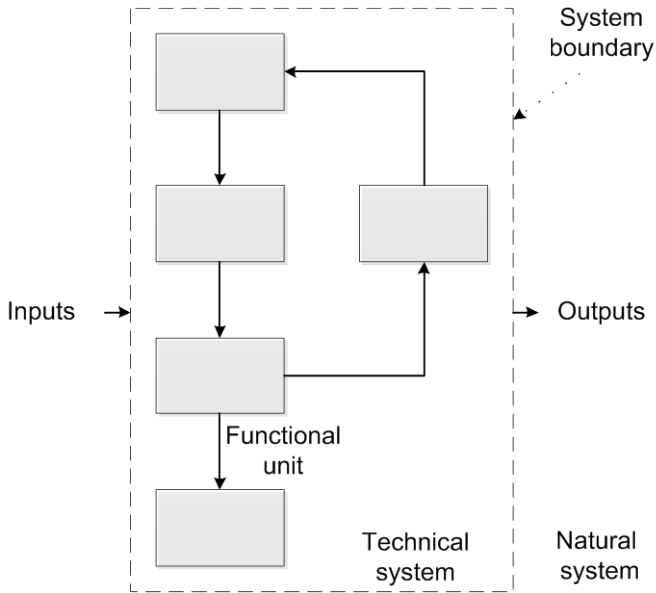 System
boundary
Inputs
Outputs
Functional
unit
Technical
system
Natural
system